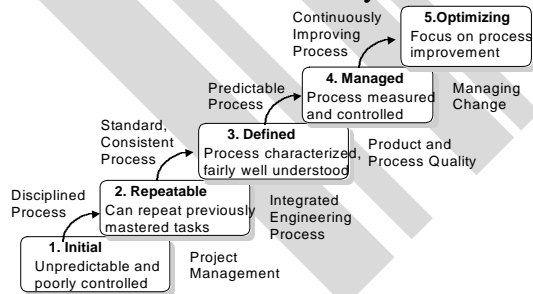 Continuously
Improving
Process
5.Optimizing
Focus on process
improvement
Predictable
Process
4. Managed
Process measured
and controlled
Managing
Change
Standard,
Consistent
Process
3. Defined
Process characterized,
fairly well understood
Product and
Process Quality
Disciplined
Process
2. Repeatable
Can repeat previously
mastered tasks
Integrated
Engineering
Process
1. Initial
Unpredictable and
poorly controlled
Project
Management